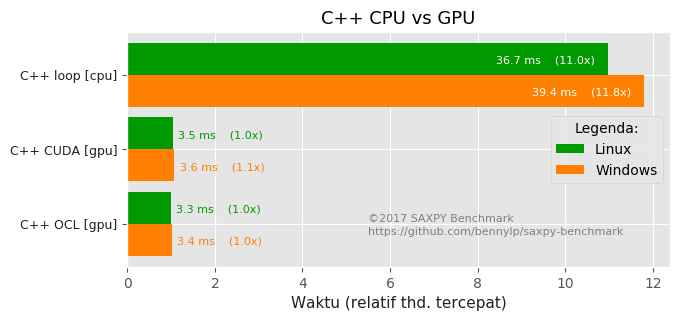 C++ CPU vs GPU
C++ loop [cpu]
36.7 ms (11.0x)
39.4 ms (11.8x)
C++ CUDA [gpu]
3.5 ms (1.0x)
3.6 ms (1.1x)
Legenda:
Linux
Windows
C++ OCL [gpu]
3.3 ms (1.0x)
3.4 ms (1.0x)
©2017 SAXPY Benchmark
https://github.com/bennylp/saxpy-benchmark
0 2 4 6 8 10 12
Waktu (relatif thd. tercepat)